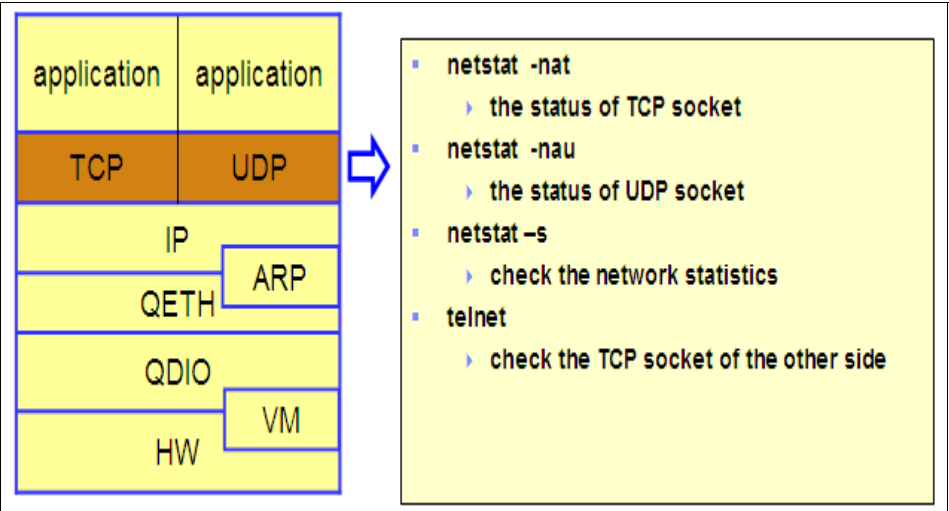 application application
TCP UDP
IP
ARP
QETH
QDIO
VM
HW
netstat -nat
the status of TCP socket
netstat -nau
the status of UDP socket
netstat –s
check the network statistics
telnet
check the TCP socket of the other side